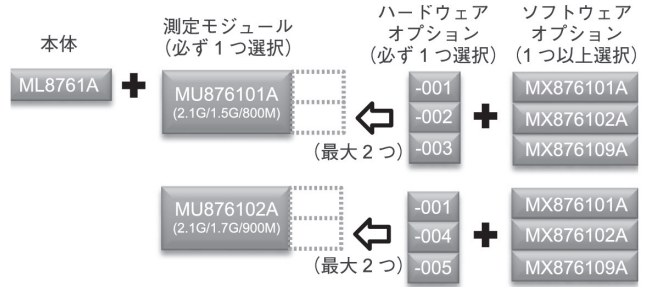 本体
測定モジュール
(必ず1つ選択)
ハードウェア
オプション
(必ず1つ選択)
ソフトウェア
オプション
(1つ以上選択)
ML8761A
MU876101A
(2.1G/1.5G/800M)
(最大2つ)
-001
-002
-003
MX876101A
MX876102A
MX876109A
MU876102A
(2.1G/1.7G/900M)
(最大2つ)
-001
-004
-005
MX876101A
MX876102A
MX876109A